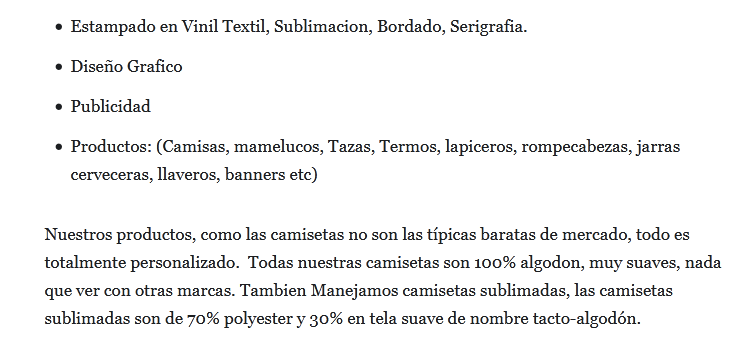 • Estampado en Vinil Textil, Sublimacion, Bordado, Serigrafia.
• Diseño Grafico
• Publicidad
• Productos: (Camisas, mamelucos, Tazas, Termos, lapiceros, rompecabezas, jarras
cerveceras, llaveros, banners etc)
Nuestros productos, como las camisetas no son las típicas baratas de mercado, todo es
totalmente personalizado.  Todas nuestras camisetas son 100% algodon, muy suaves, nada
que ver con otras marcas. Tambien Manejamos camisetas sublimadas, las camisetas
sublimadas son de 70% polyester y 30% en tela suave de nombre tacto-algodón.